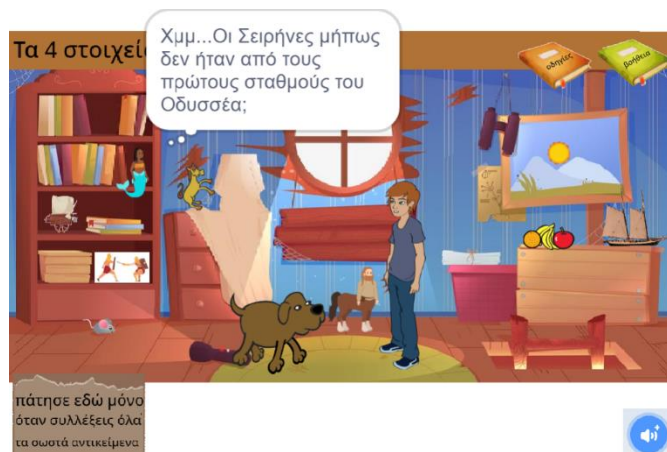 Τα 4 στοιχεί
Χμμ...Οι Σειρήνες μήπως
δεν ήταν από τους
πρώτους σταθμούς του
Οδυσσέα;
οδηγίες
βοήθεια
πάτησε εδώ μόνο
όταν συλλέξεις όλα
τα σωστά αντικείμενα